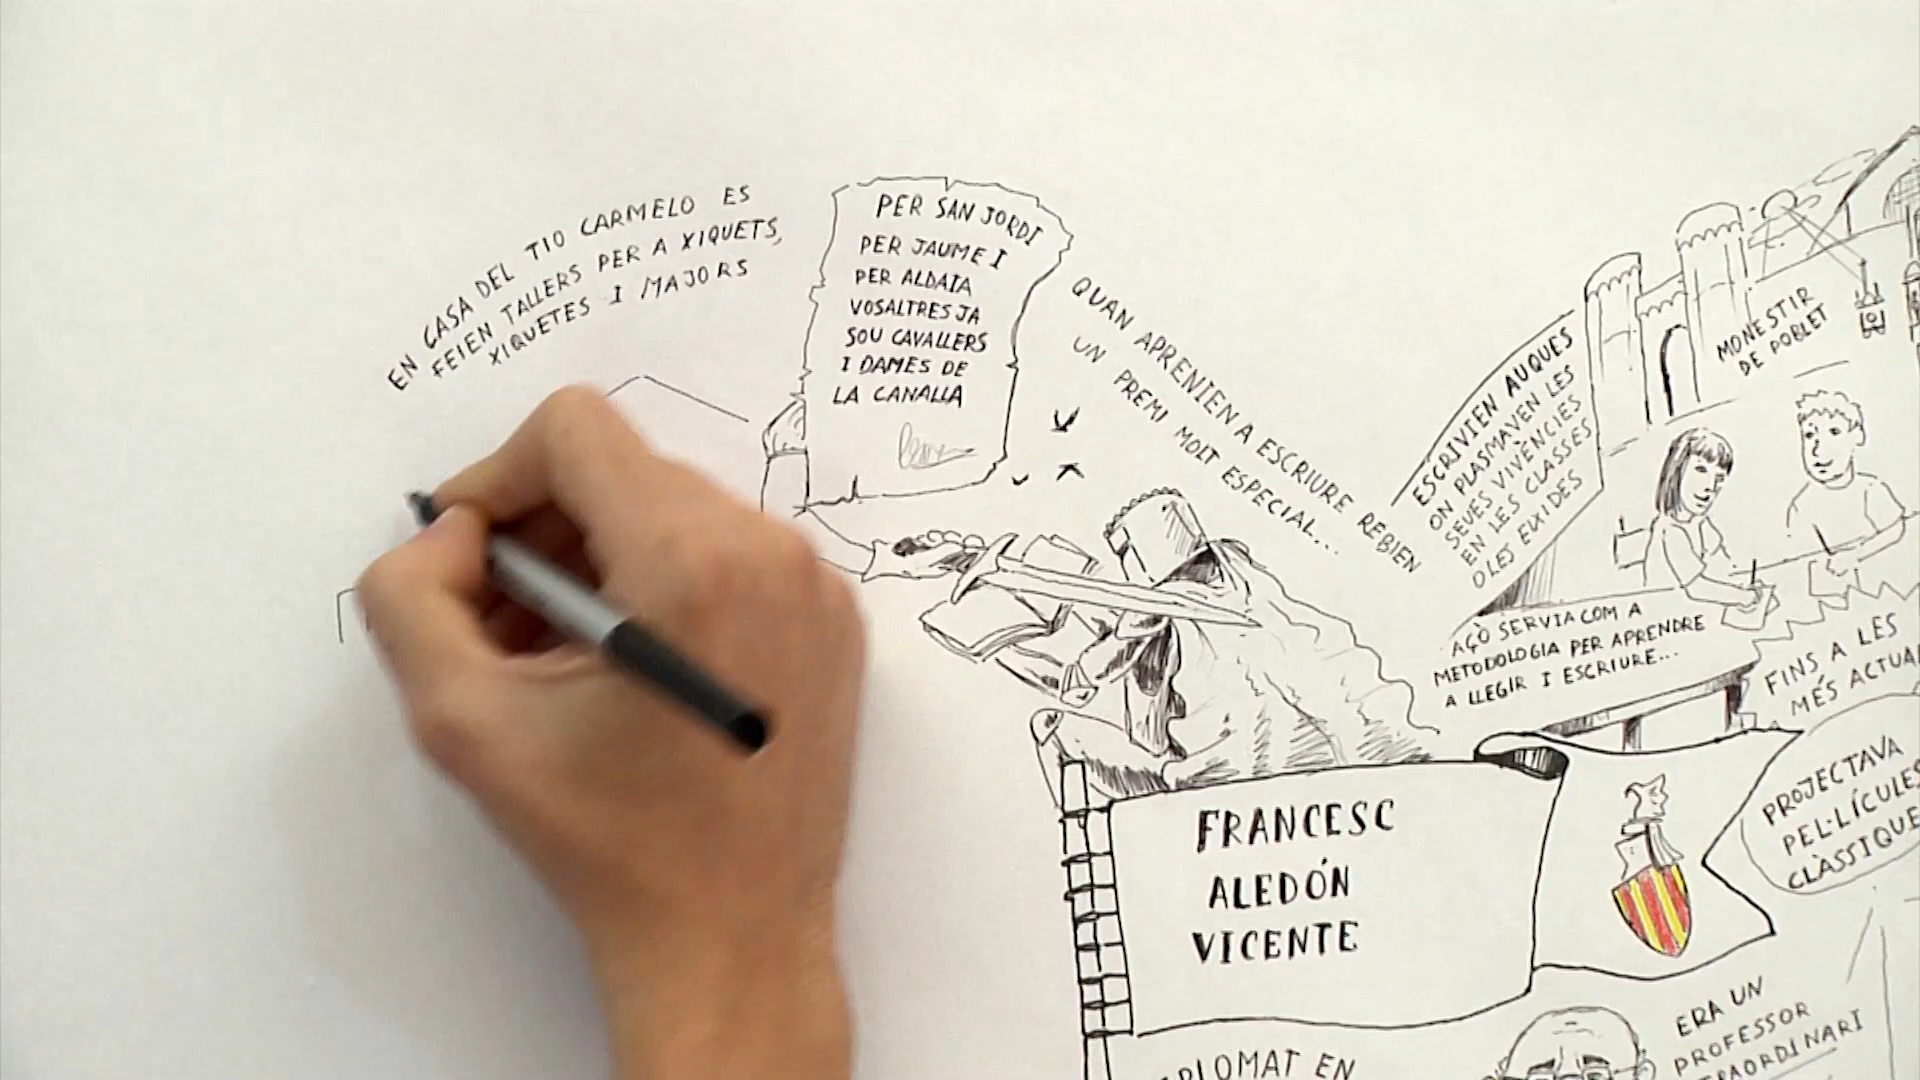 EN CASA DEL TIO CARMELO ES
FEIEN TALLERS PER A XIQUETS,
XIQUETES I MAJORS
PER SAN JORDI
PER JAUME I
PER ALDAIA
VOSALTRES JA
SOU CAVALLERS
I DAMES DE
LA CANALLA
QUAN APRENIEN A ESCRIURE REBIEN
UN PREMI MOLT ESPECIAL...
ESCRIVIEN AUQUES
ON PLASMAVEN LES
SEUES VIVÈNCIES
EN LES CLASSES
O LES EIXIDES
MONESTIR
DE POBLET
AÇÒ SERVIA COM A
METODOLOGIA PER APRENDRE
A LLEGIR I ESCRIURE...
FINS A LES
MÉS ACTUA
PROJECTAVA
PEL·LÍCULES
CLÀSSIQUE
FRANCESC
ALEDÓN
VICENTE
ERA UN
PROFESSOR
RAORDINARI
PLOMAT EN